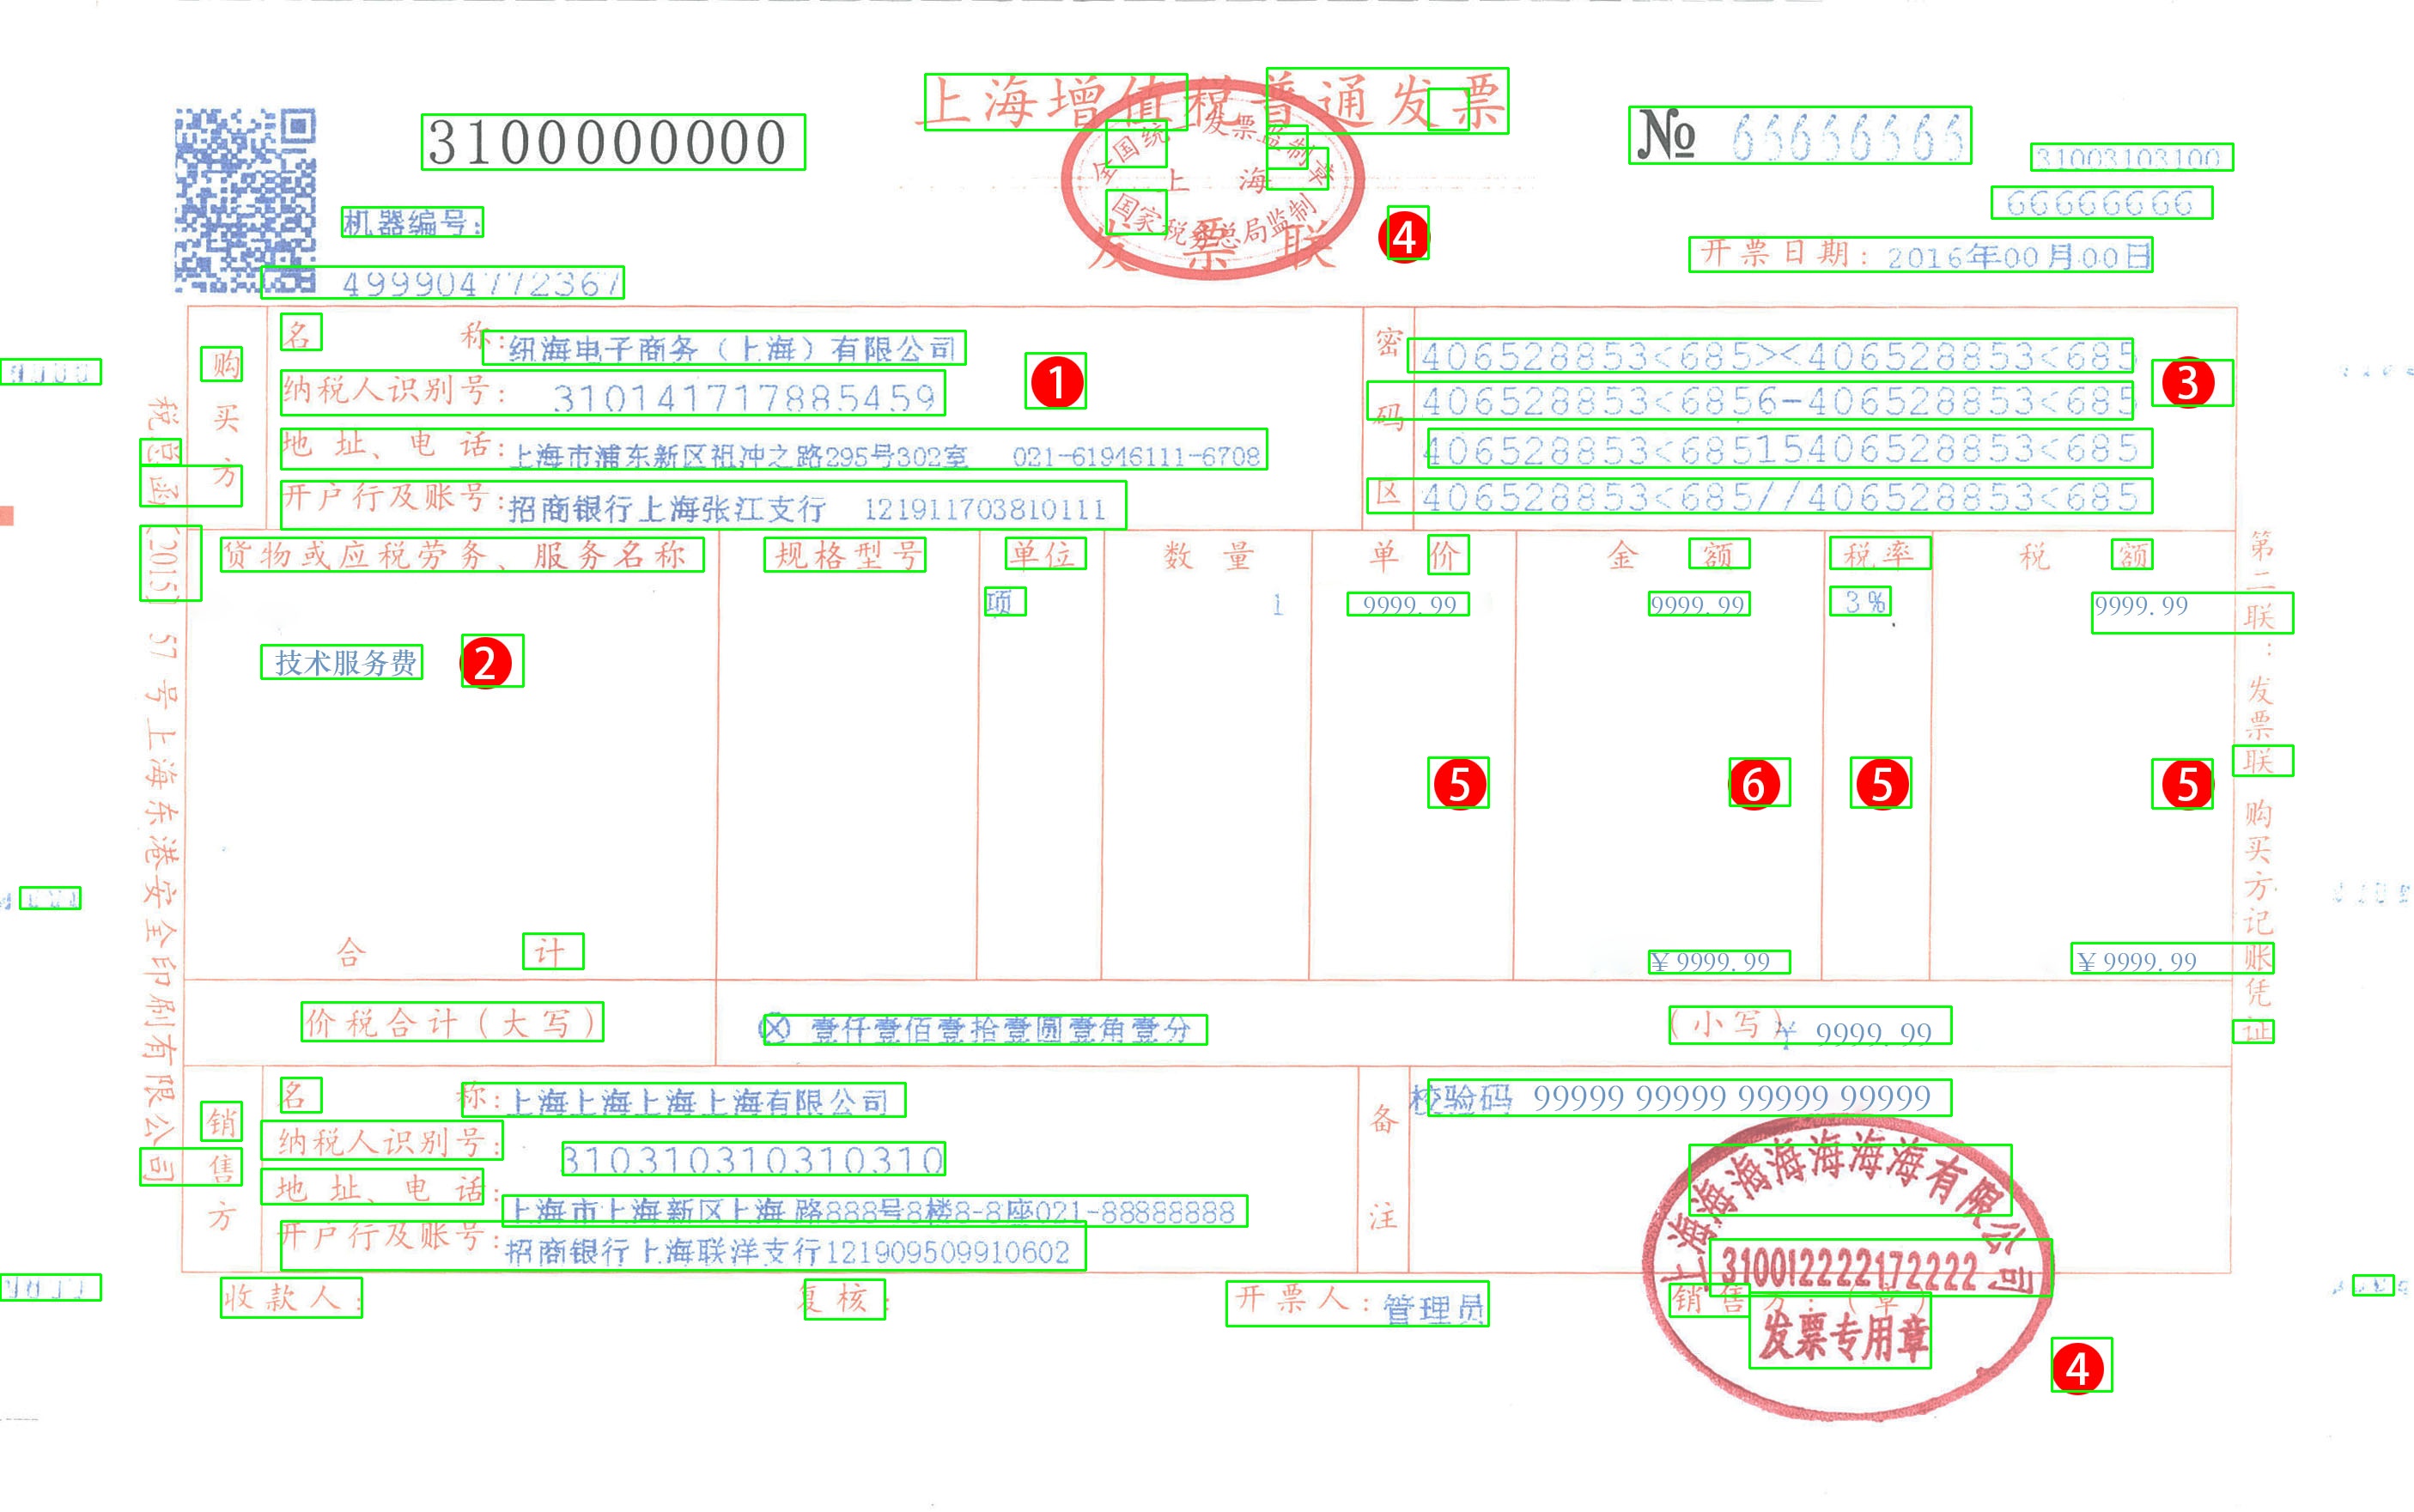 上海增值税普通发票
全国统一发票监制章
上海
国家税务总局监制
发票联
3100000000
№ 66666666
31003103100
66666666
机器编号:
499904772367
开票日期: 2016年00月00日
4
购买方
名称: 纽海电子商务（上海）有限公司
纳税人识别号: 310141717885459
地址、电话: 上海市浦东新区祖冲之路295号302室 021-61946111-6708
开户行及账号: 招商银行上海张江支行 121911703810111
1
密码区
406528853<685><406528853<685
406528853<6856-406528853<685
406528853<68515406528853<685
406528853<685//406528853<685
3
货物或应税劳务、服务名称 规格型号 单位 数量 单价 金额 税率 税额
项 1 9999.99 9999.99 3% 9999.99
技术服务费 2
5 6 5 5
合计 ￥9999.99 ￥9999.99
价税合计(大写) ⊗ 壹仟壹佰壹拾壹圆壹角壹分 (小写) ￥ 9999.99
销售方
名称: 上海上海上海上海有限公司
纳税人识别号: 310310310310310
地址、电话: 上海市上海新区上海路888号8楼8-8座021-88888888
开户行及账号: 招商银行上海联洋支行121909509910602
备注
校验码 99999 99999 99999 99999
收款人: 复核: 开票人: 管理员 销售方:(章)
上海海海海海海海有限公司
310012222172222
发票专用章
4
税总函〔2015〕57号上海东港安全印刷有限公司
第二联:发票联 购买方记账凭证